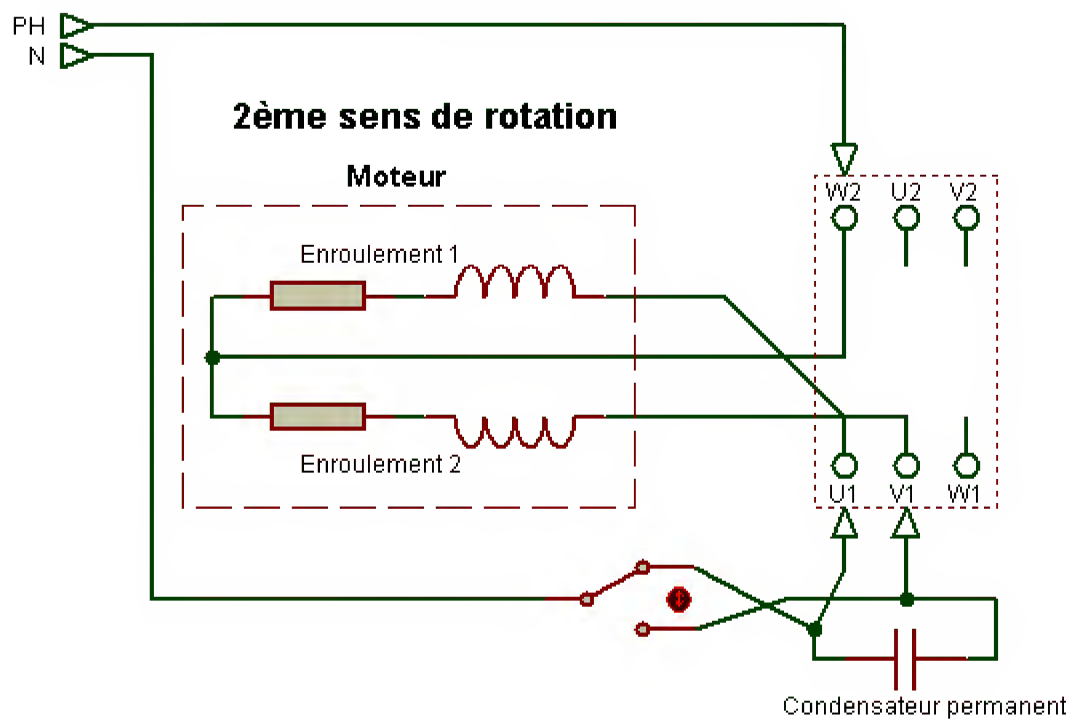 PH
N
2ème sens de rotation
Moteur
W2 U2 V2
Enroulement 1
Enroulement 2
U1 V1 W1
Condensateur permanent